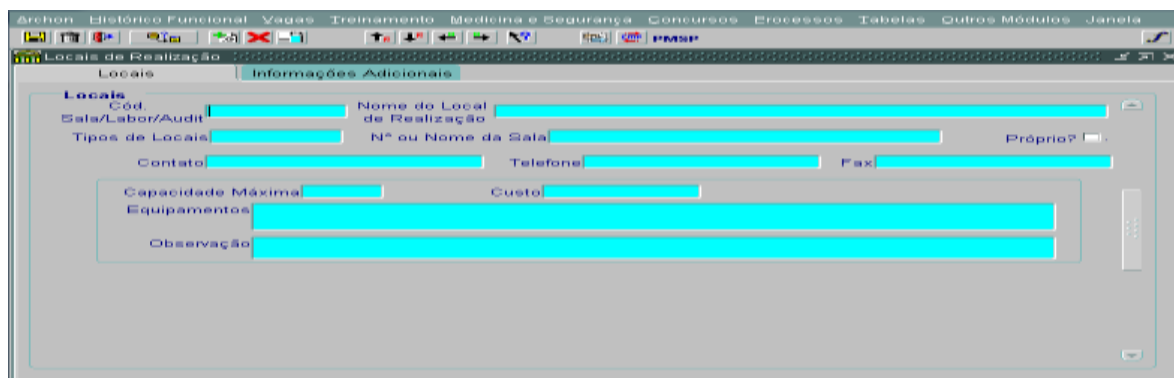 Archon Histórico Funcional Vagas Treinamento Medicina e Segurança Concursos Processos Tabelas Outros Módulos Janela
PMSP
Locais de Realização
Locais Informações Adicionais
Locais
Cód. Sala/Labor/Audit Nome do Local de Realização
Tipos de Locais Nº ou Nome da Sala Próprio?
Contato Telefone Fax
Capacidade Máxima Custo
Equipamentos
Observação